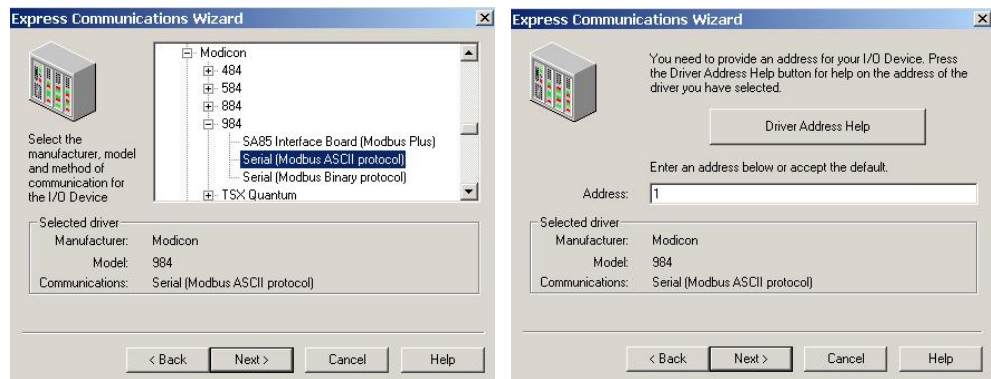 Express Communications Wizard
Modicon
484
584
884
984
SA85 Interface Board (Modbus Plus)
Serial (Modbus ASCII protocol)
Serial (Modbus Binary protocol)
TSX Quantum
Select the
manufacturer, model
and method of
communication for
the I/O Device
Selected driver
Manufacturer: Modicon
Model: 984
Communications: Serial (Modbus ASCII protocol)
< Back Next > Cancel Help
Express Communications Wizard
You need to provide an address for your I/O Device. Press
the Driver Address Help button for help on the address of the
driver you have selected.
Driver Address Help
Enter an address below or accept the default.
Address: 1
Selected driver
Manufacturer: Modicon
Model: 984
Communications: Serial (Modbus ASCII protocol)
< Back Next > Cancel Help